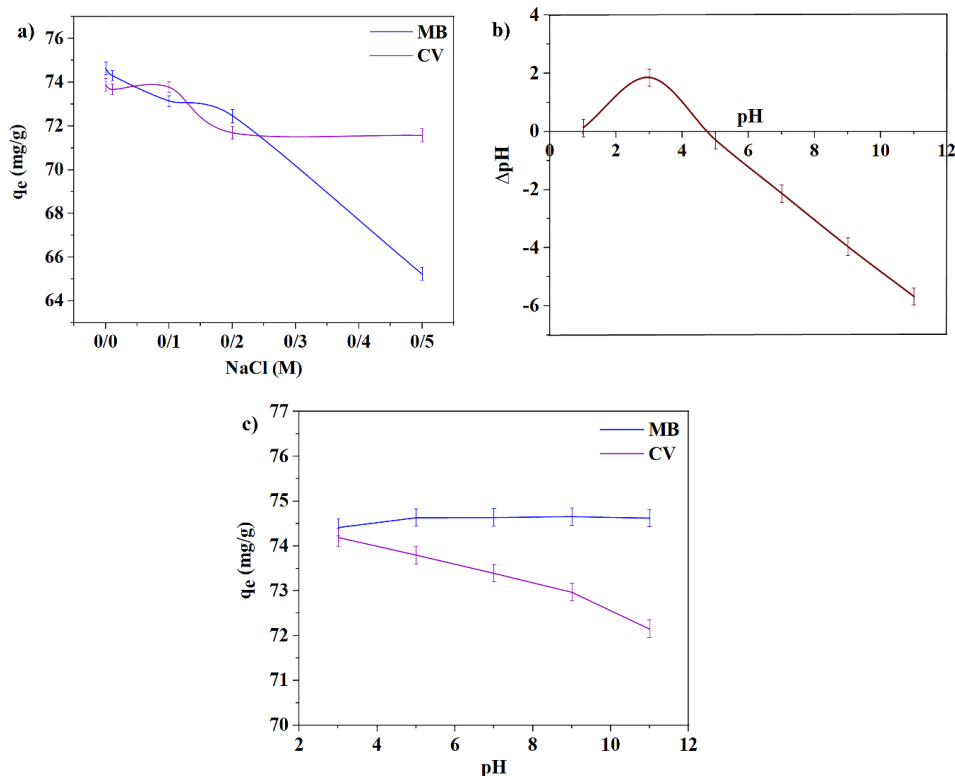 a)
MB
CV
76
74
72
70
68
66
64
qe (mg/g)
0/0 0/1 0/2 0/3 0/4 0/5
NaCl (M)
b)
4
2
0
-2
-4
-6
ΔpH
pH
0 2 4 6 8 10 12
c)
MB
CV
77
76
75
74
73
72
71
70
qe (mg/g)
2 4 6 8 10 12
pH